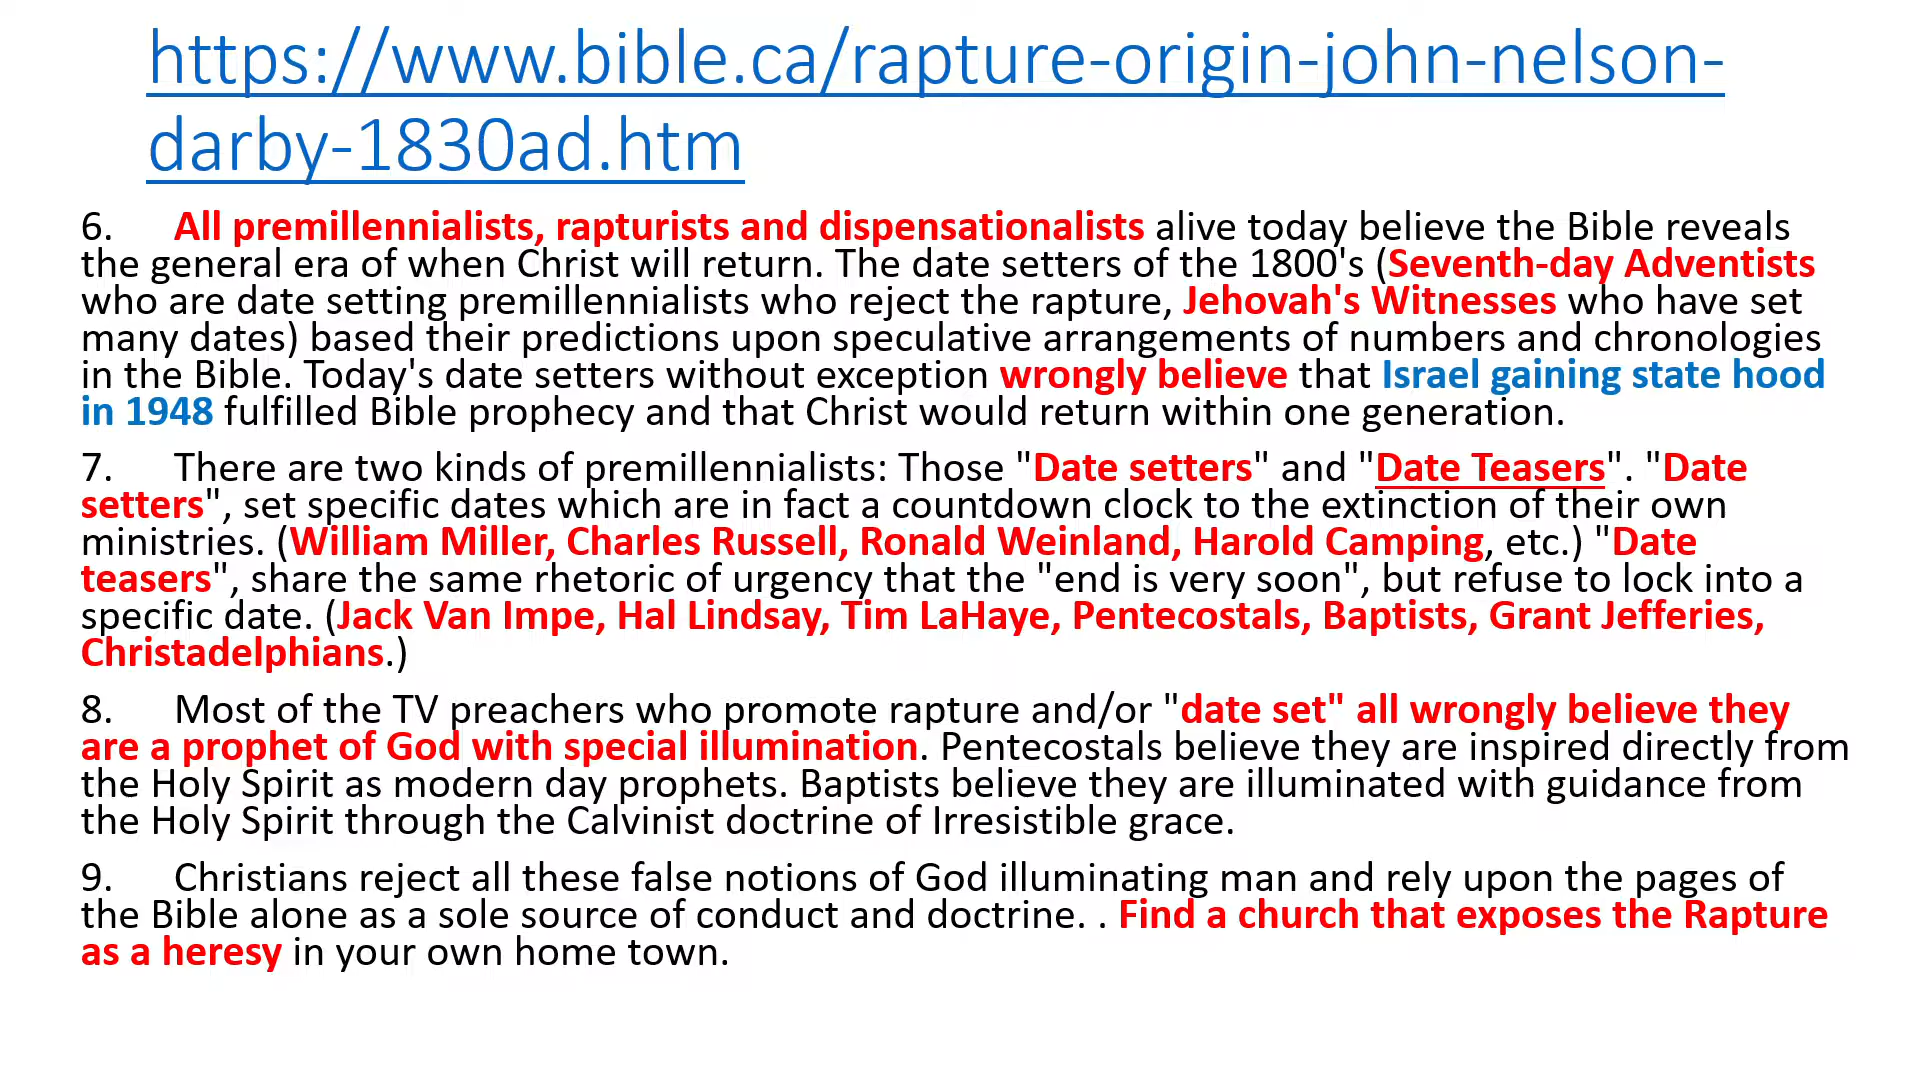 https://www.bible.ca/rapture-origin-john-nelson-
darby-1830ad.htm
6. All premillennialists, rapturists and dispensationalists alive today believe the Bible reveals
the general era of when Christ will return. The date setters of the 1800's (Seventh-day Adventists
who are date setting premillennialists who reject the rapture, Jehovah's Witnesses who have set
many dates) based their predictions upon speculative arrangements of numbers and chronologies
in the Bible. Today's date setters without exception wrongly believe that Israel gaining state hood
in 1948 fulfilled Bible prophecy and that Christ would return within one generation.
7. There are two kinds of premillennialists: Those "Date setters" and "Date Teasers". "Date
setters", set specific dates which are in fact a countdown clock to the extinction of their own
ministries. (William Miller, Charles Russell, Ronald Weinland, Harold Camping, etc.) "Date
teasers", share the same rhetoric of urgency that the "end is very soon", but refuse to lock into a
specific date. (Jack Van Impe, Hal Lindsay, Tim LaHaye, Pentecostals, Baptists, Grant Jefferies,
Christadelphians.)
8. Most of the TV preachers who promote rapture and/or "date set" all wrongly believe they
are a prophet of God with special illumination. Pentecostals believe they are inspired directly from
the Holy Spirit as modern day prophets. Baptists believe they are illuminated with guidance from
the Holy Spirit through the Calvinist doctrine of Irresistible grace.
9. Christians reject all these false notions of God illuminating man and rely upon the pages of
the Bible alone as a sole source of conduct and doctrine. . Find a church that exposes the Rapture
as a heresy in your own home town.